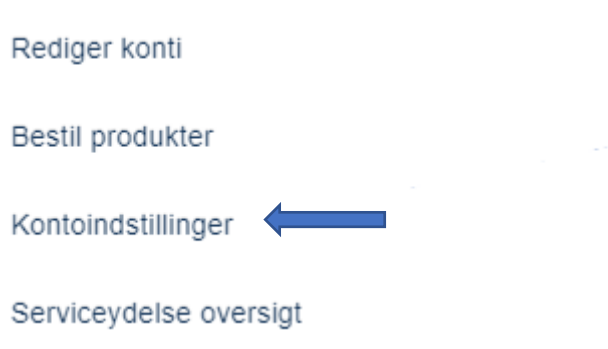 Rediger konti
Bestil produkter
Kontoindstillinger
Serviceydelse oversigt